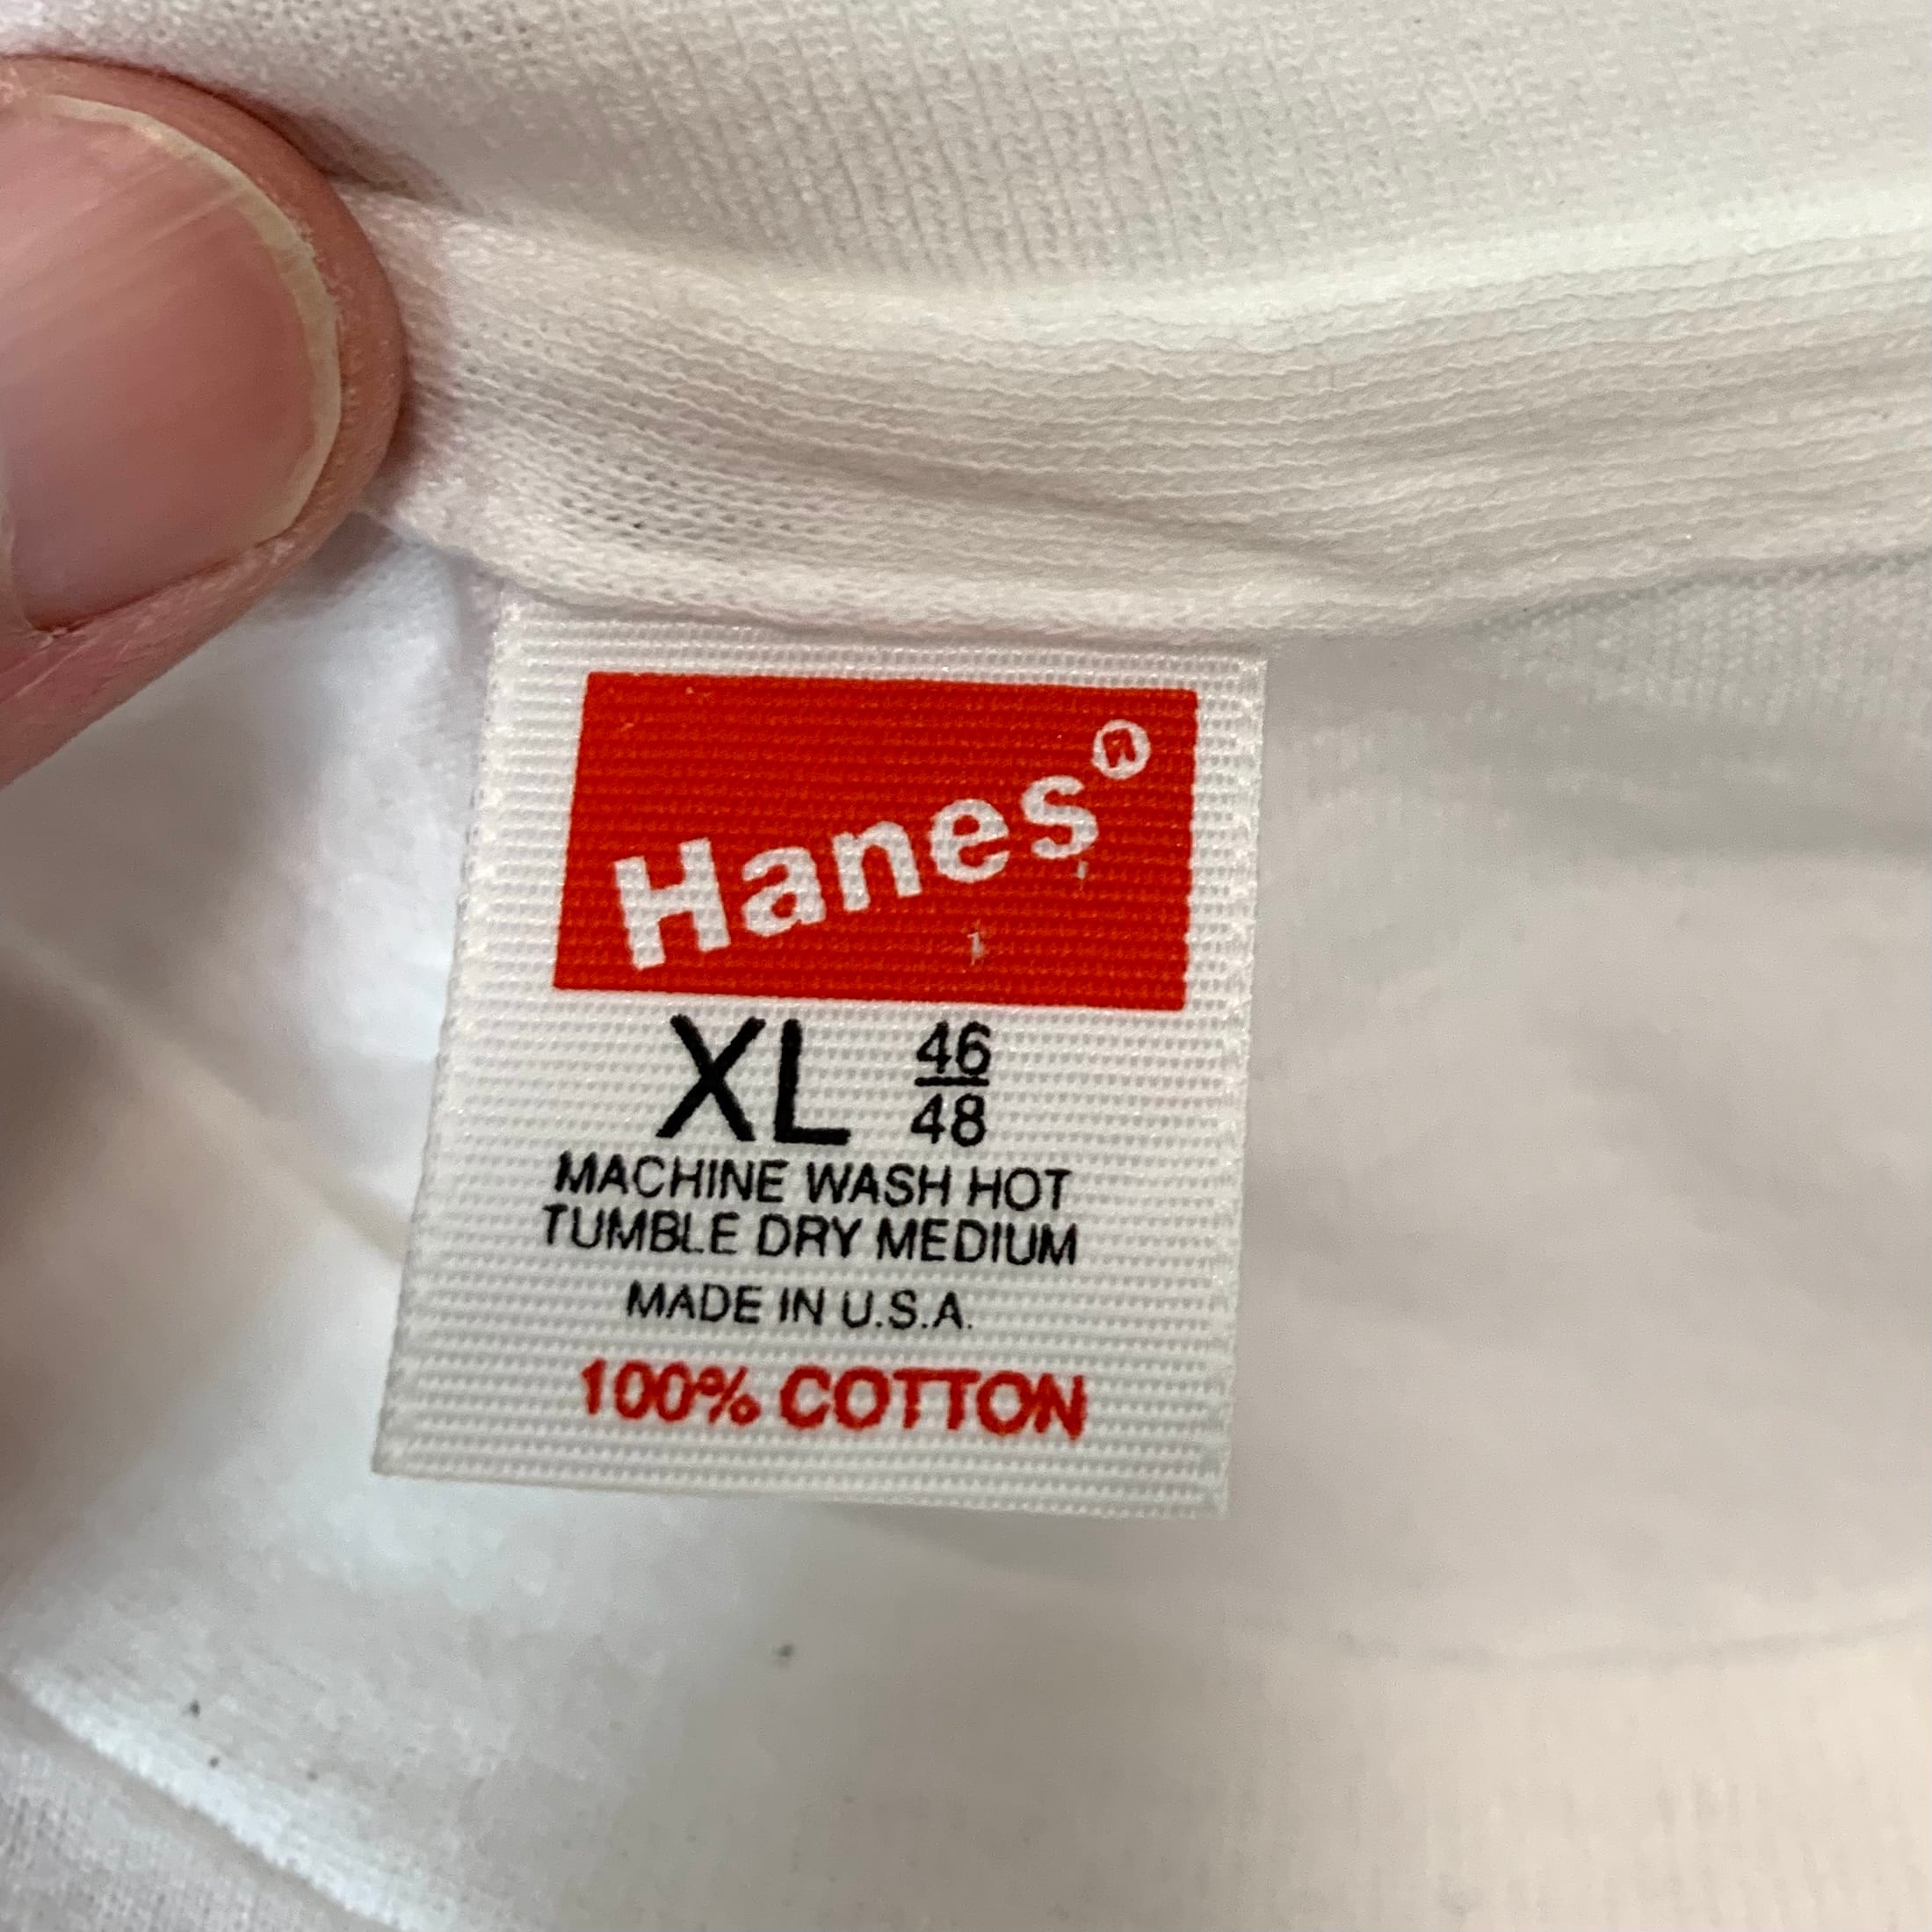 Hanes®
XL 46/48
MACHINE WASH HOT
TUMBLE DRY MEDIUM
MADE IN U.S.A.
100% COTTON